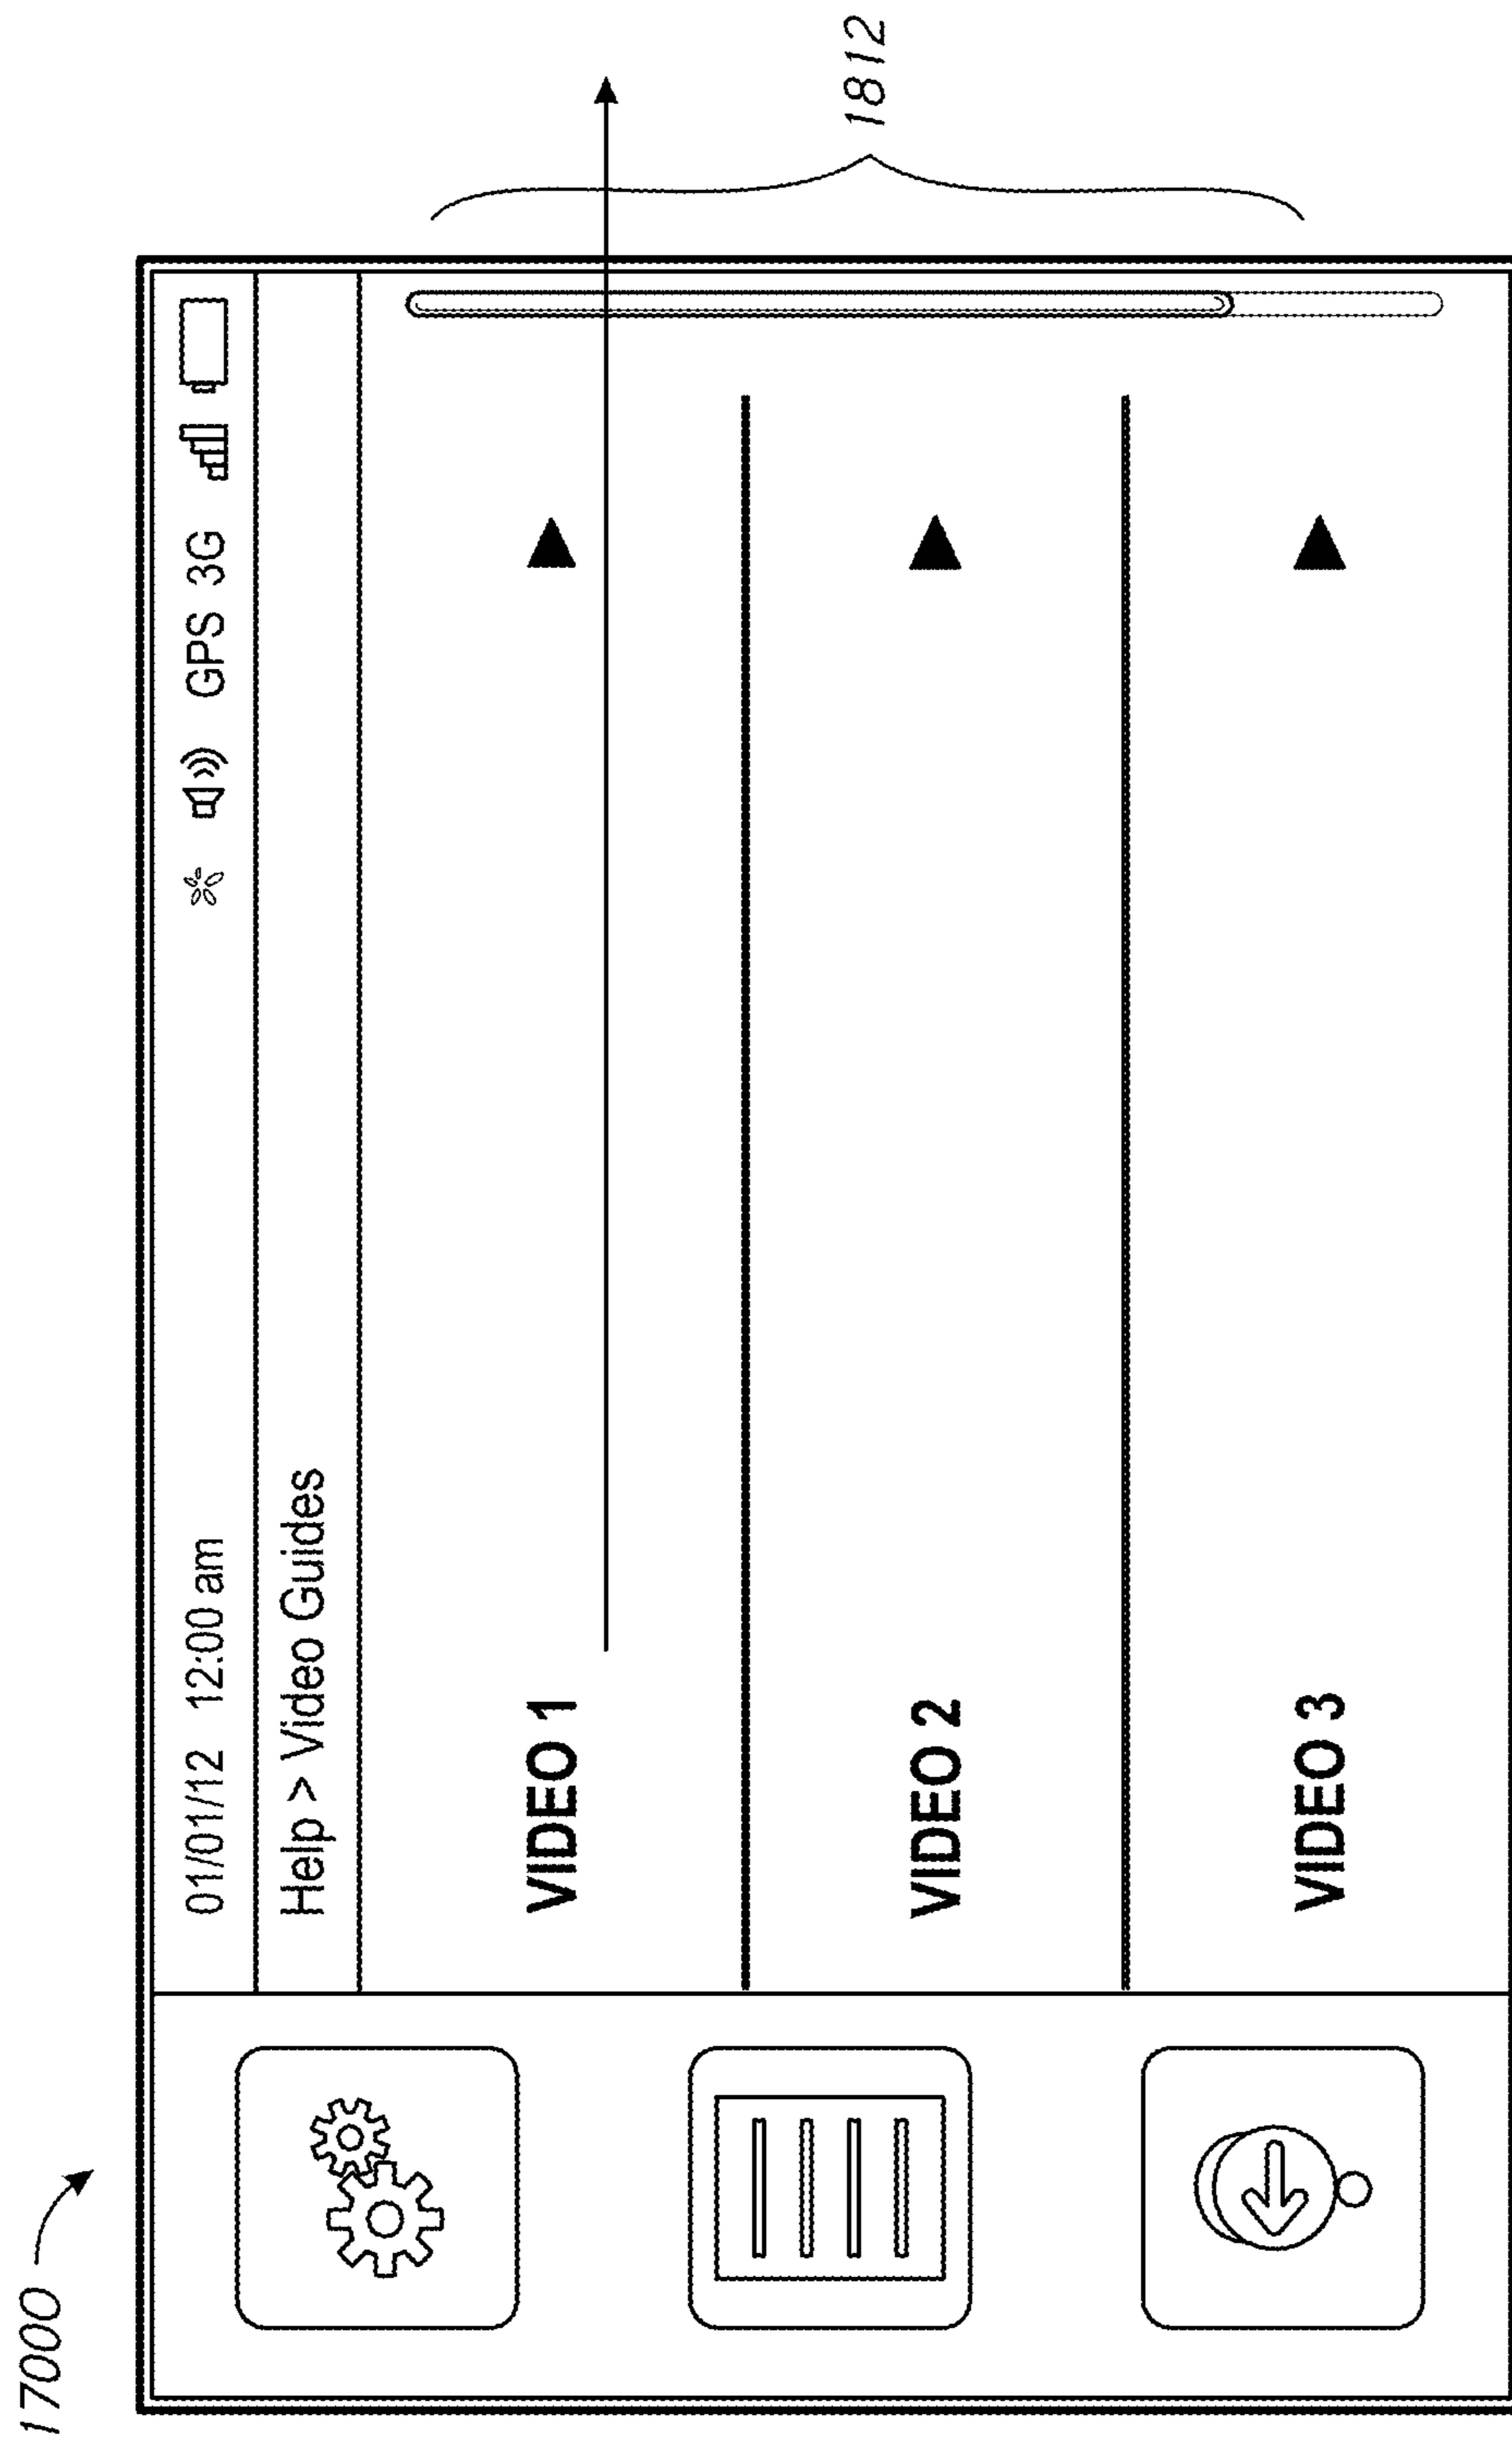 17000
01/01/12 12:00 am GPS 3G
Help > Video Guides
VIDEO 1
VIDEO 2
VIDEO 3
1812